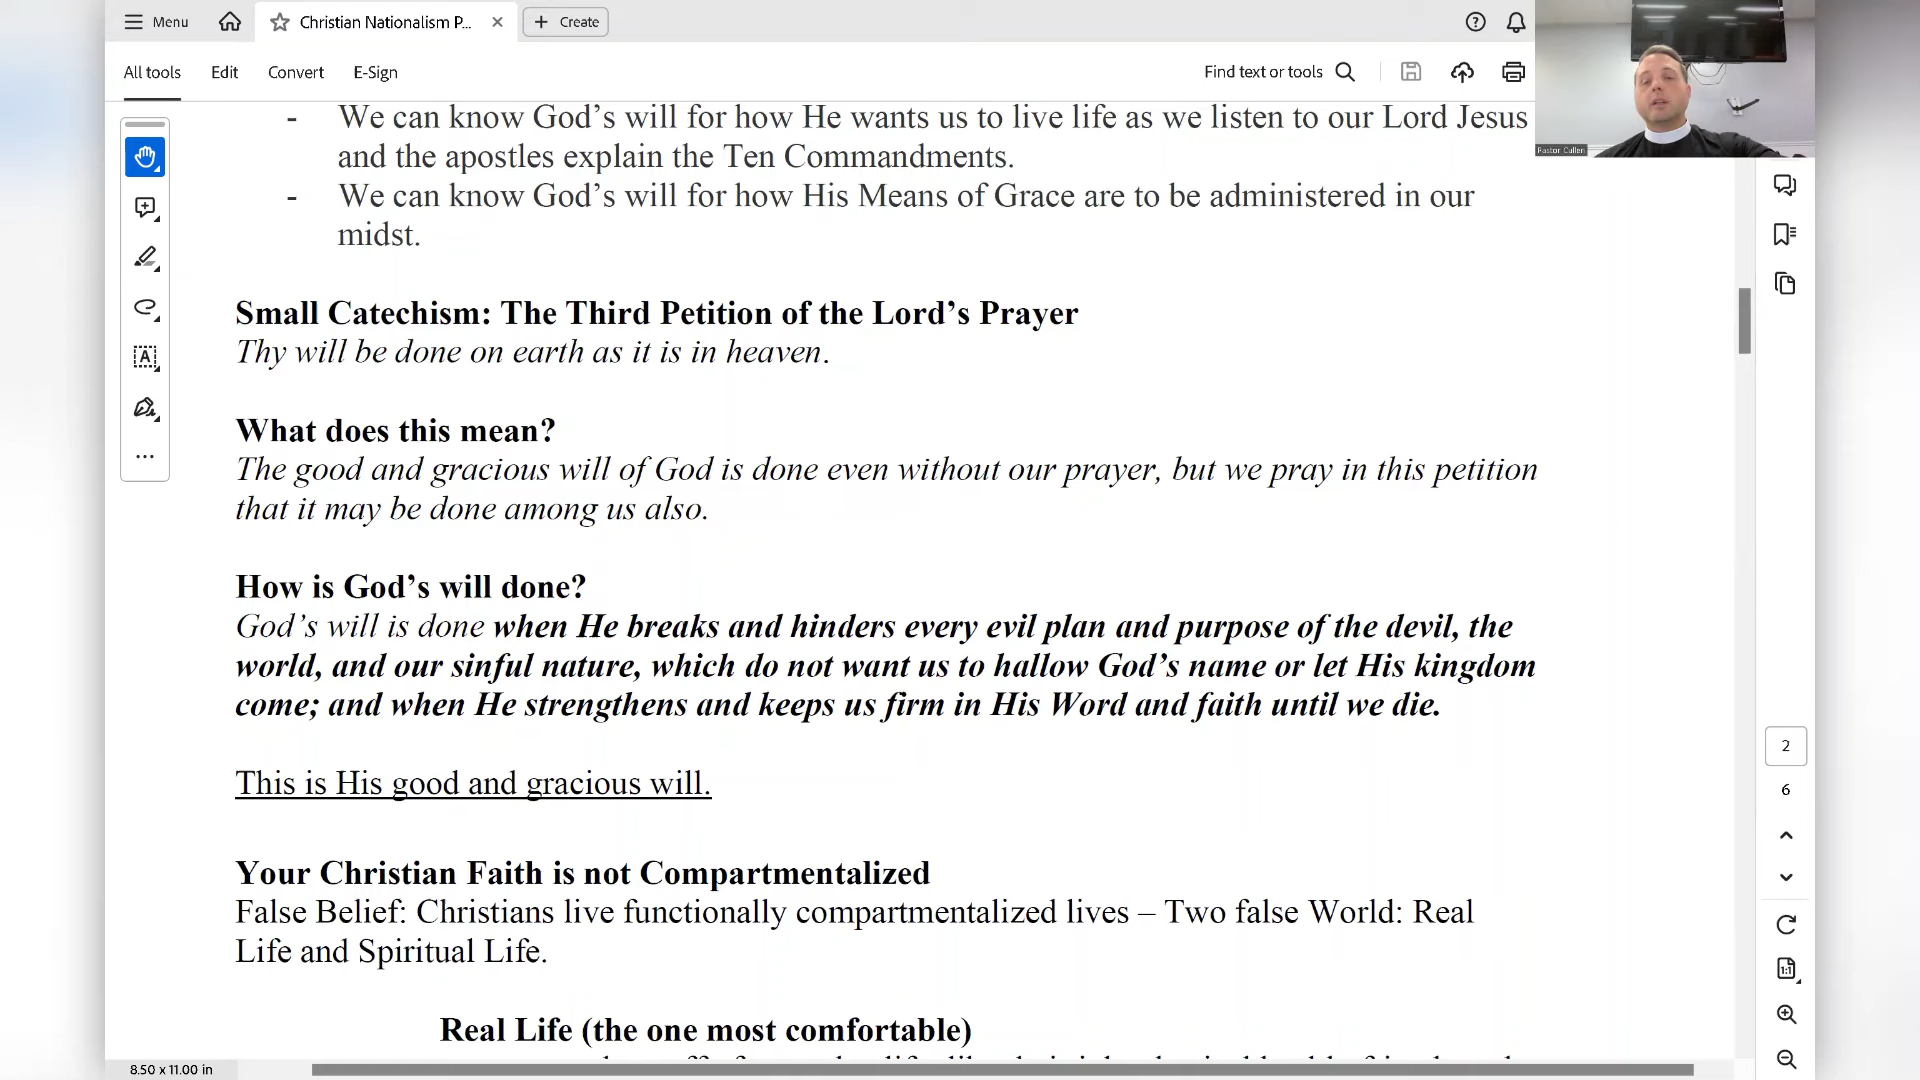 Menu
Christian Nationalism P...
Create
All tools
Edit
Convert
E-Sign
Find text or tools
Pastor Cullen
- We can know God's will for how He wants us to live life as we listen to our Lord Jesus
and the apostles explain the Ten Commandments.
- We can know God's will for how His Means of Grace are to be administered in our
midst.
Small Catechism: The Third Petition of the Lord's Prayer
Thy will be done on earth as it is in heaven.
What does this mean?
The good and gracious will of God is done even without our prayer, but we pray in this petition
that it may be done among us also.
How is God's will done?
God's will is done when He breaks and hinders every evil plan and purpose of the devil, the
world, and our sinful nature, which do not want us to hallow God's name or let His kingdom
come; and when He strengthens and keeps us firm in His Word and faith until we die.
This is His good and gracious will.
Your Christian Faith is not Compartmentalized
False Belief: Christians live functionally compartmentalized lives – Two false World: Real
Life and Spiritual Life.
Real Life (the one most comfortable)
2
6
8.50 x 11.00 in